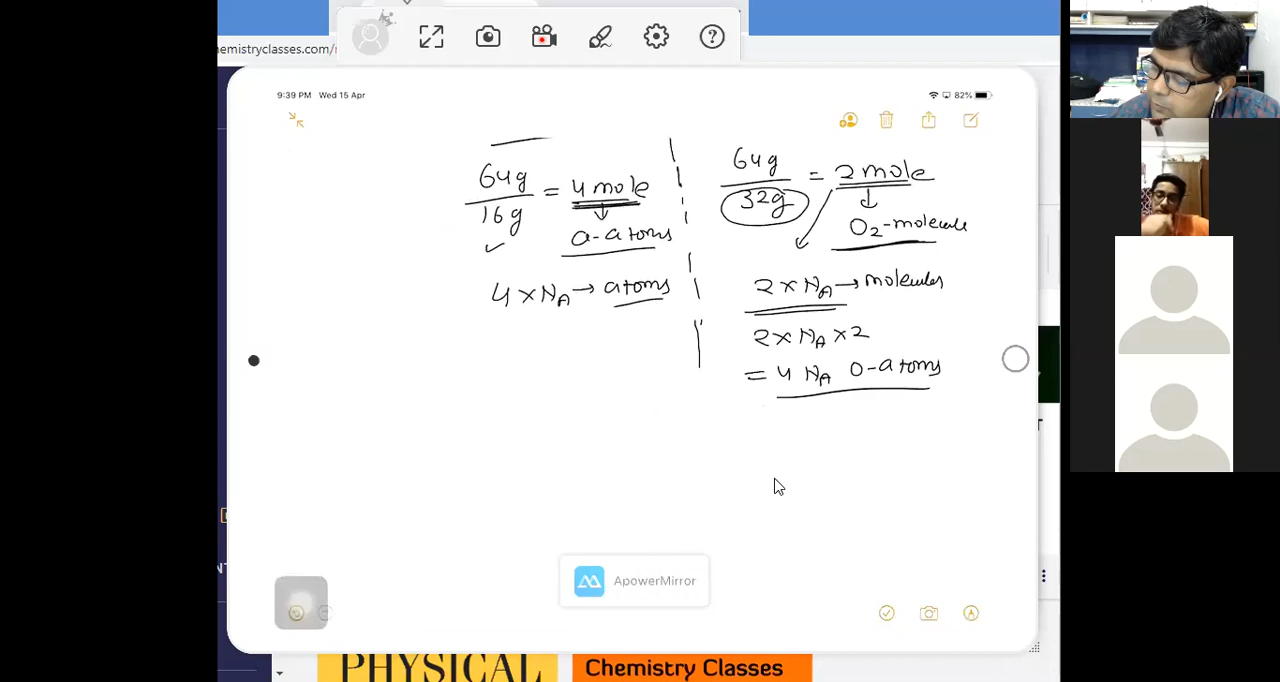 hemistryclasses.com/
9:39 PM Wed 15 Apr
82%
64g
16g
= 4 mole
a-atoms
4 × NA → atoms
64g
32g
= 2 mole
O2-molecule
2 × NA → molecules
2 × NA × 2
= 4 NA O-atoms
ApowerMirror
PHYSICAL
Chemistry Classes